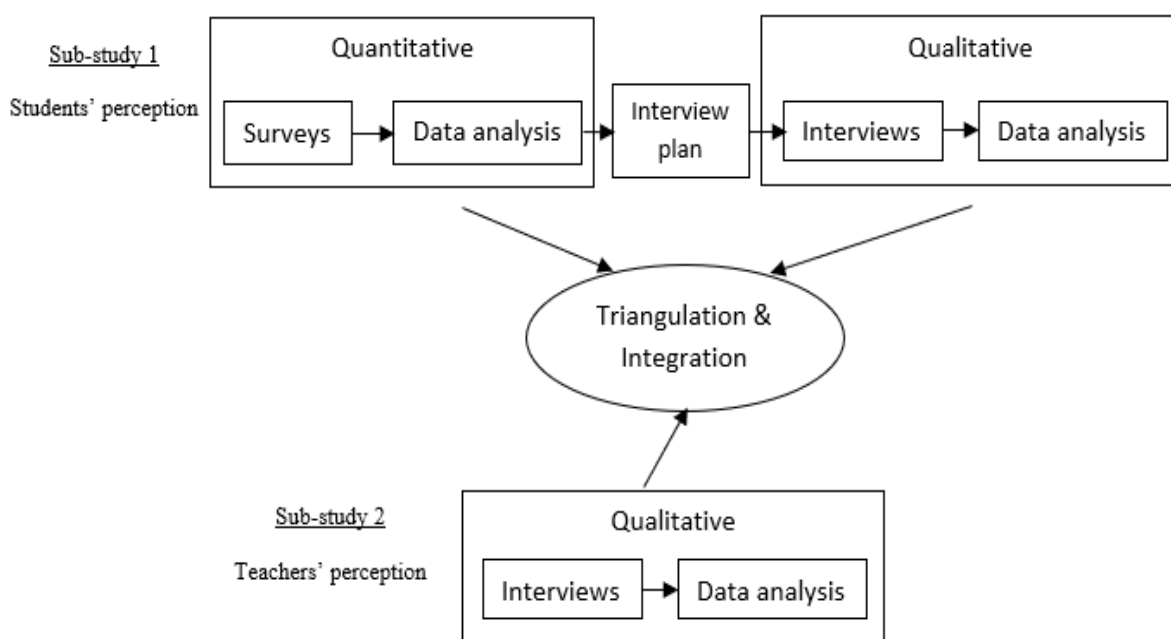 Sub-study 1
Students’ perception
Quantitative
Surveys
Data analysis
Interview
plan
Qualitative
Interviews
Data analysis
Triangulation &
Integration
Sub-study 2
Teachers’ perception
Qualitative
Interviews
Data analysis